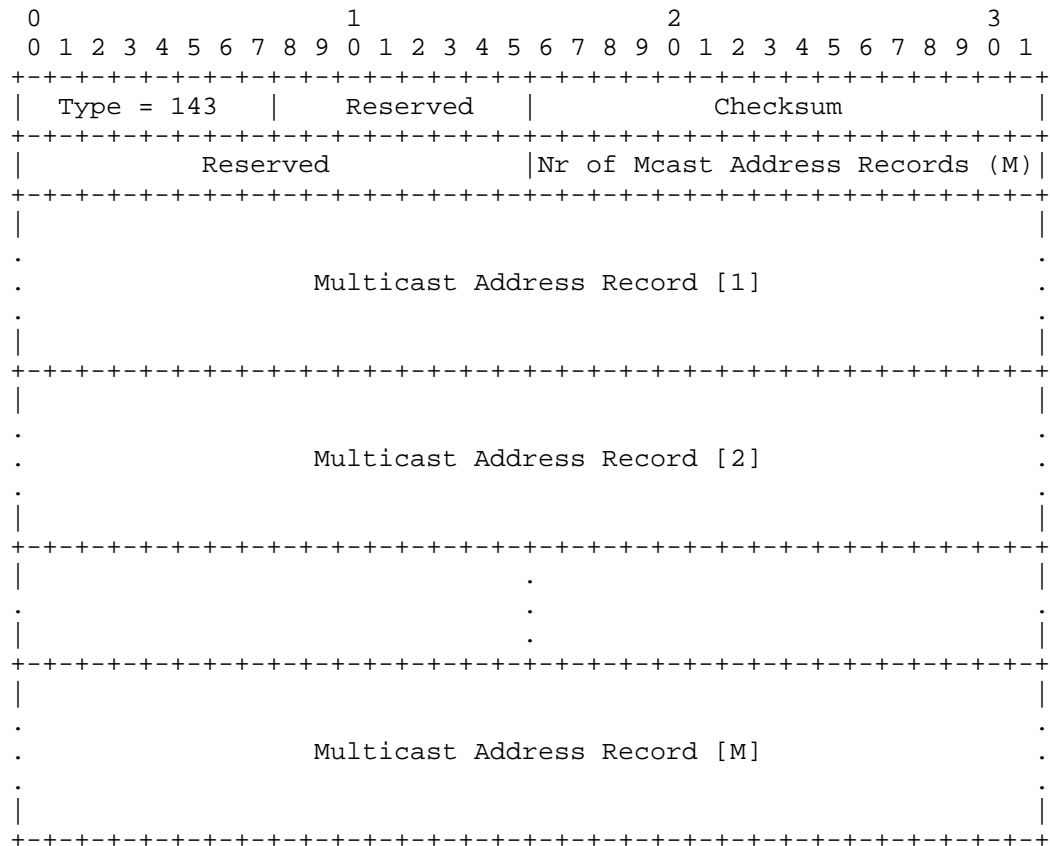 0                   1                   2                   3
 0 1 2 3 4 5 6 7 8 9 0 1 2 3 4 5 6 7 8 9 0 1 2 3 4 5 6 7 8 9 0 1
+-+-+-+-+-+-+-+-+-+-+-+-+-+-+-+-+-+-+-+-+-+-+-+-+-+-+-+-+-+-+-+-+
|  Type = 143   |    Reserved   |           Checksum            |
+-+-+-+-+-+-+-+-+-+-+-+-+-+-+-+-+-+-+-+-+-+-+-+-+-+-+-+-+-+-+-+-+
|           Reserved            |Nr of Mcast Address Records (M)|
+-+-+-+-+-+-+-+-+-+-+-+-+-+-+-+-+-+-+-+-+-+-+-+-+-+-+-+-+-+-+-+-+
|                                                               |
.                                                               .
.                  Multicast Address Record [1]                 .
.                                                               .
|                                                               |
+-+-+-+-+-+-+-+-+-+-+-+-+-+-+-+-+-+-+-+-+-+-+-+-+-+-+-+-+-+-+-+-+
|                                                               |
.                                                               .
.                  Multicast Address Record [2]                 .
.                                                               .
|                                                               |
+-+-+-+-+-+-+-+-+-+-+-+-+-+-+-+-+-+-+-+-+-+-+-+-+-+-+-+-+-+-+-+-+
|                               .                               |
.                               .                               .
|                               .                               |
+-+-+-+-+-+-+-+-+-+-+-+-+-+-+-+-+-+-+-+-+-+-+-+-+-+-+-+-+-+-+-+-+
|                                                               |
.                                                               .
.                  Multicast Address Record [M]                 .
.                                                               .
|                                                               |
+-+-+-+-+-+-+-+-+-+-+-+-+-+-+-+-+-+-+-+-+-+-+-+-+-+-+-+-+-+-+-+-+